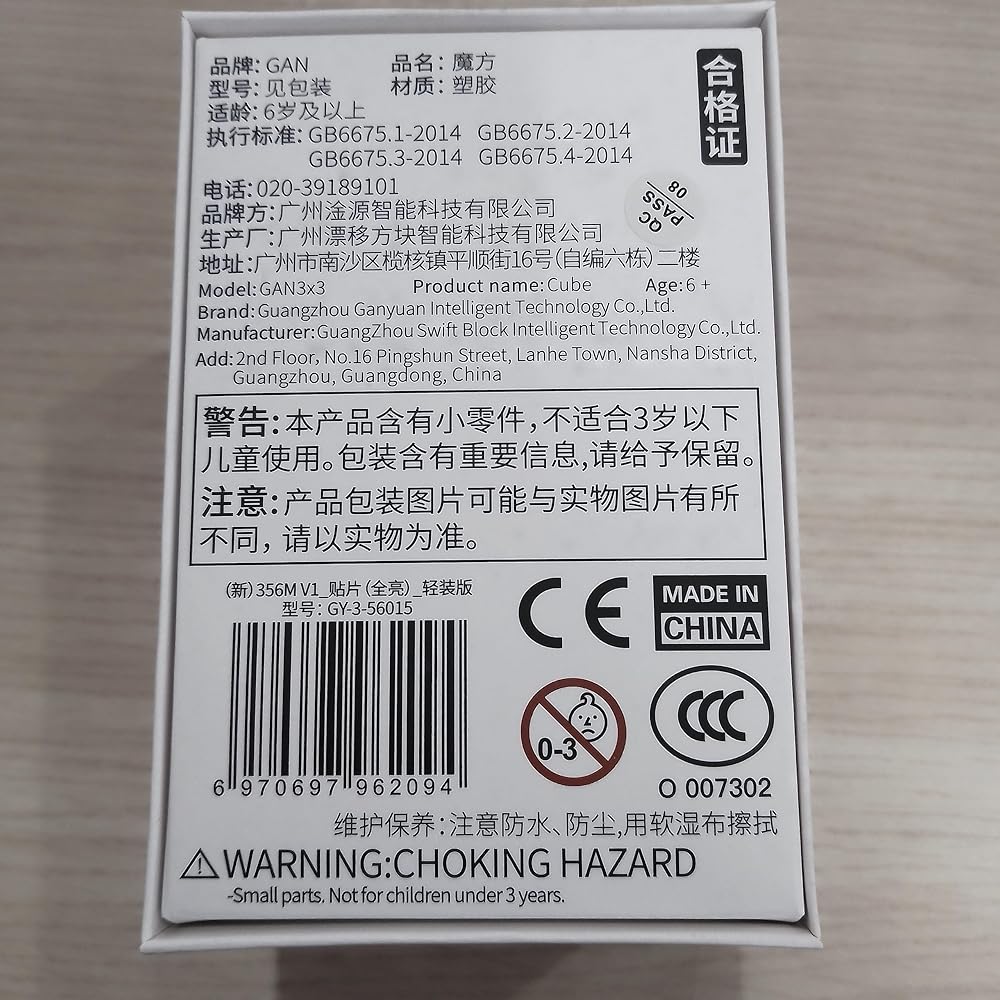 品牌: GAN 品名: 魔方
型号: 见包装 材质: 塑胶
适龄: 6岁及以上
执行标准: GB6675.1-2014 GB6675.2-2014
GB6675.3-2014 GB6675.4-2014
合格证
电话: 020-39189101
品牌方: 广州淦源智能科技有限公司
生产厂: 广州漂移方块智能科技有限公司
地址: 广州市南沙区榄核镇平顺街16号(自编六栋) 二楼
QC
PASS
08
Model: GAN3x3 Product name: Cube Age: 6 +
Brand: Guangzhou Ganyuan Intelligent Technology Co., Ltd.
Manufacturer: GuangZhou Swift Block Intelligent Technology Co., Ltd.
Add: 2nd Floor, No.16 Pingshun Street, Lanhe Town, Nansha District,
Guangzhou, Guangdong, China
警告: 本产品含有小零件,不适合3岁以下
儿童使用。包装含有重要信息,请给予保留。
注意: 产品包装图片可能与实物图片有所
不同, 请以实物为准。
(新) 356M V1_贴片 (全亮)_轻装版
型号: GY-3-56015
6 970697 962094
CE
MADE IN
CHINA
0-3
CCC
O 007302
维护保养: 注意防水、防尘,用软湿布擦拭
WARNING:CHOKING HAZARD
-Small parts. Not for children under 3 years.